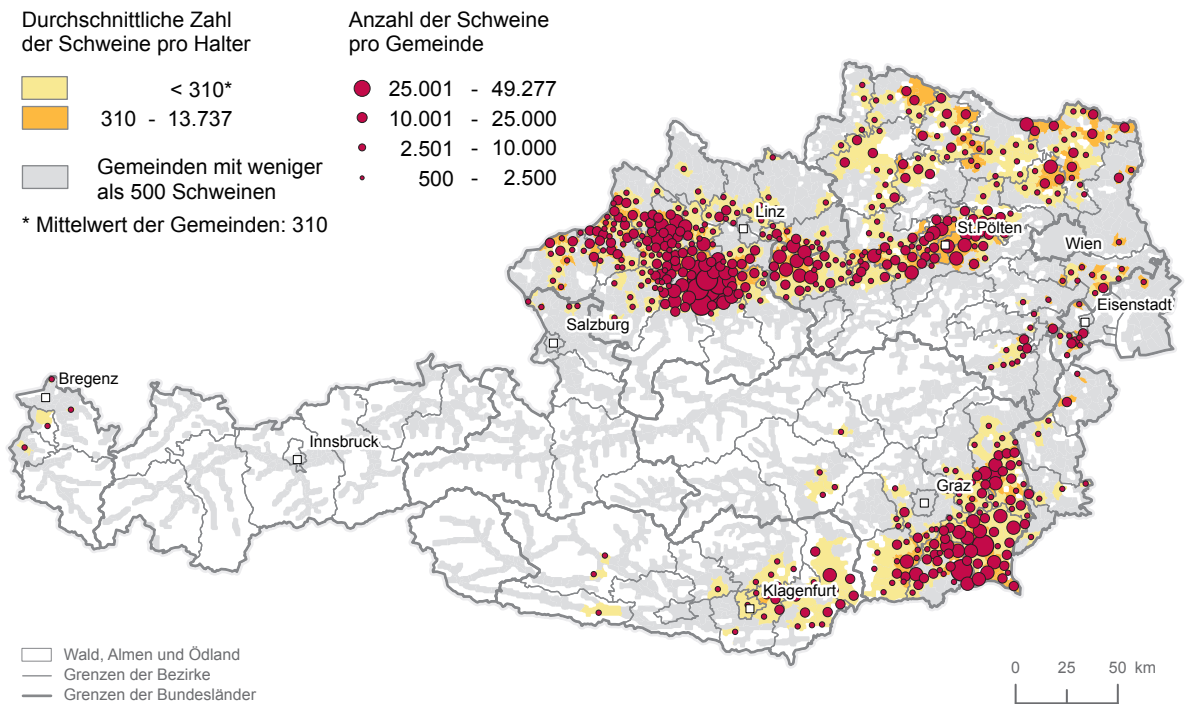 Durchschnittliche Zahl
der Schweine pro Halter
< 310*
310 - 13.737
Gemeinden mit weniger
als 500 Schweinen
* Mittelwert der Gemeinden: 310
Anzahl der Schweine
pro Gemeinde
25.001 - 49.277
10.001 - 25.000
2.501 - 10.000
500 - 2.500
Linz
St.Pölten
Wien
Eisenstadt
Salzburg
Bregenz
Innsbruck
Graz
Klagenfurt
Wald, Almen und Ödland
Grenzen der Bezirke
Grenzen der Bundesländer
0 25 50 km